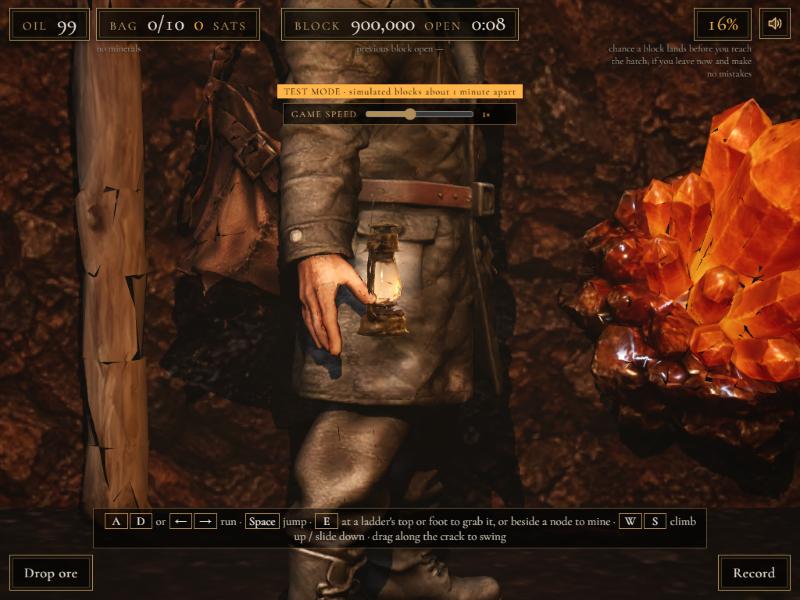 OIL 99
BAG 0/10 0 SATS
BLOCK 900,000 OPEN 0:08
16%
no minerals
previous block open —
chance a block lands before you reach
the hatch, if you leave now and make
no mistakes
TEST MODE · simulated blocks about 1 minute apart
GAME SPEED 1×
A D or ← → run · Space jump · E at a ladder's top or foot to grab it, or beside a node to mine · W S climb
up / slide down · drag along the crack to swing
Drop ore
Record